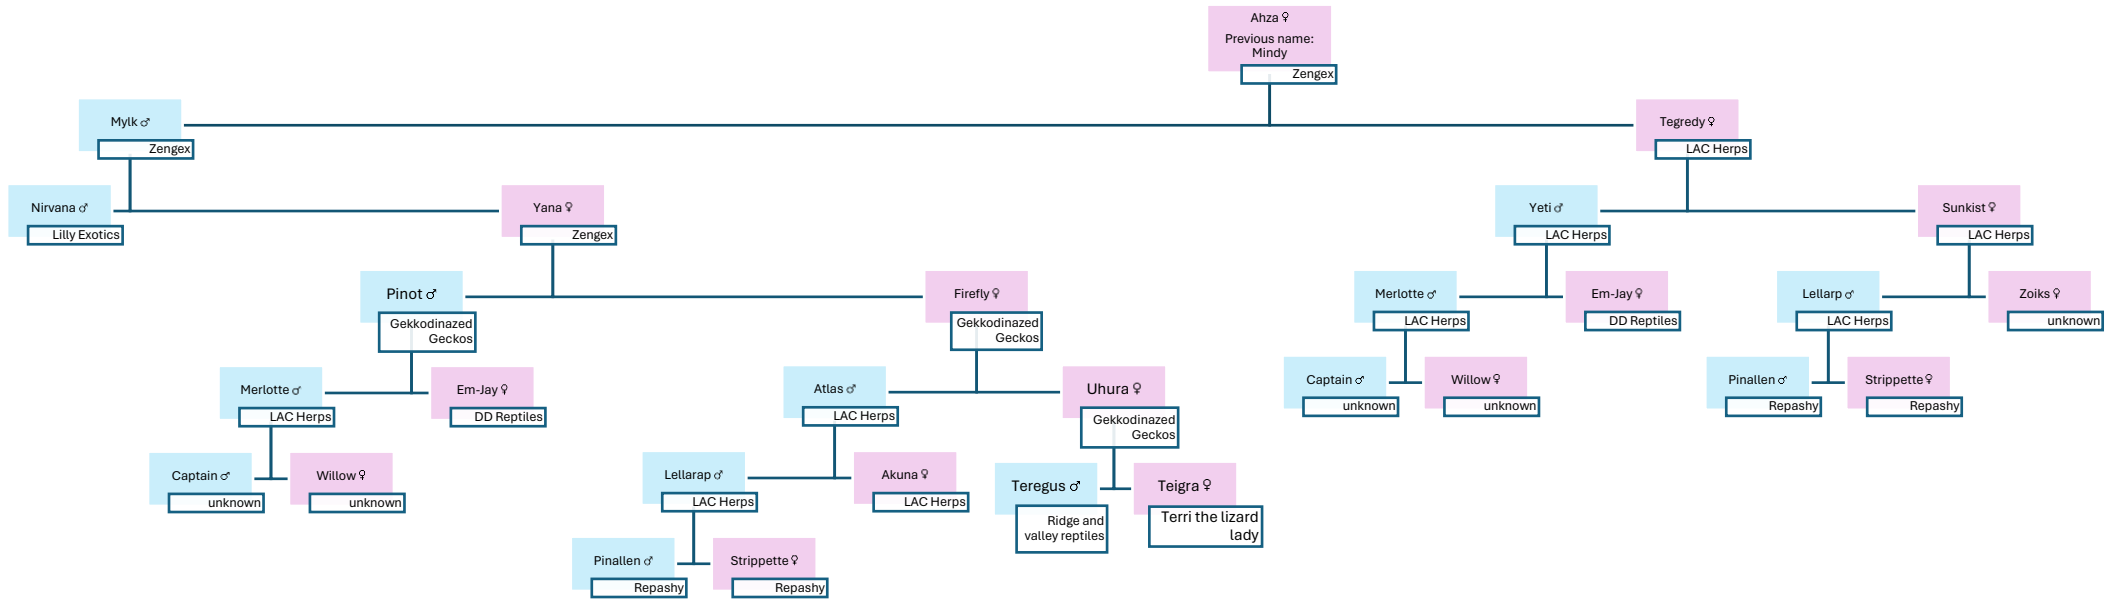 Ahza ♀
Previous name:
Mindy
Zengex
Mylk ♂
Zengex
Tegredy ♀
LAC Herps
Nirvana ♂
Lilly Exotics
Yana ♀
Zengex
Yeti ♂
LAC Herps
Sunkist ♀
LAC Herps
Pinot ♂
Gekkodinazed
Geckos
Firefly ♀
Gekkodinazed
Geckos
Merlotte ♂
LAC Herps
Em-Jay ♀
DD Reptiles
Lellarp ♂
LAC Herps
Zoiks ♀
unknown
Merlotte ♂
LAC Herps
Em-Jay ♀
DD Reptiles
Atlas ♂
LAC Herps
Uhura ♀
Gekkodinazed
Geckos
Captain ♂
unknown
Willow ♀
unknown
Pinallen ♂
Repashy
Strippette ♀
Repashy
Captain ♂
unknown
Willow ♀
unknown
Lellarap ♂
LAC Herps
Akuna ♀
LAC Herps
Teregus ♂
Ridge and
valley reptiles
Teigra ♀
Terri the lizard
lady
Pinallen ♂
Repashy
Strippette ♀
Repashy